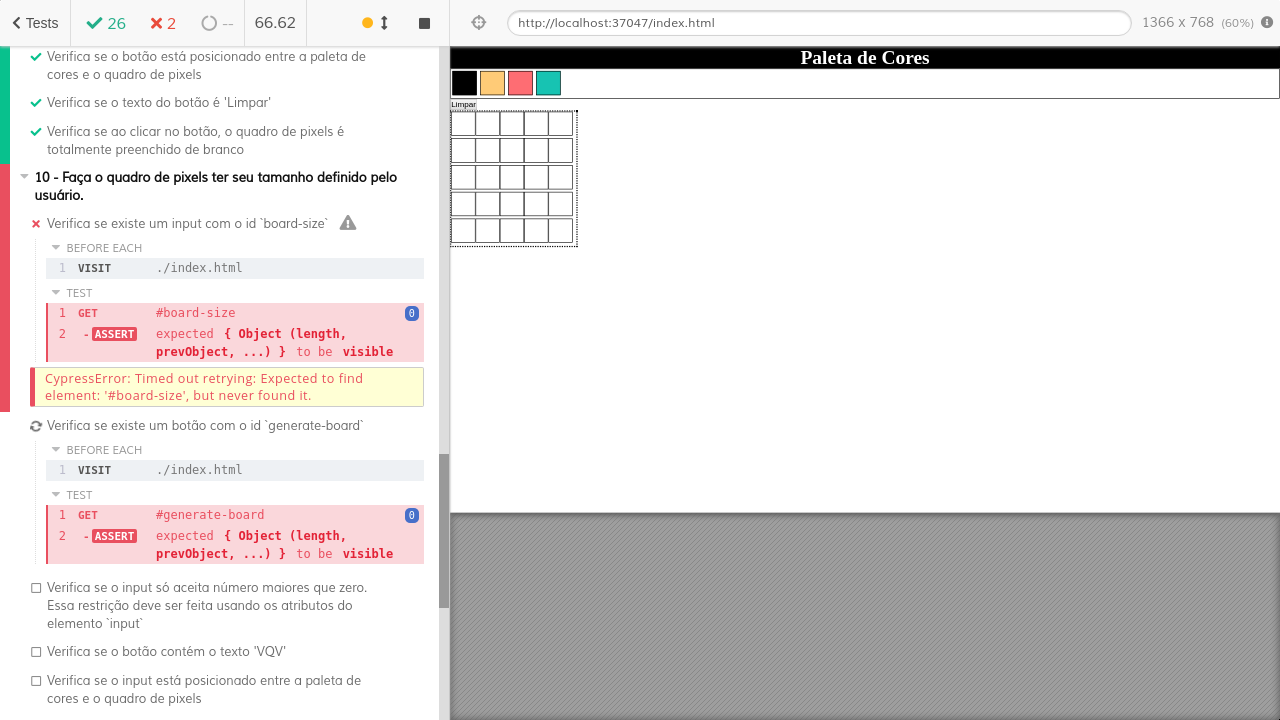 Tests 26 2 -- 66.62 http://localhost:37047/index.html 1366 x 768 (60%)
Verifica se o botão está posicionado entre a paleta de
cores e o quadro de pixels
Verifica se o texto do botão é 'Limpar'
Verifica se ao clicar no botão, o quadro de pixels é
totalmente preenchido de branco
10 - Faça o quadro de pixels ter seu tamanho definido pelo
usuário.
Verifica se existe um input com o id `board-size`
BEFORE EACH
1 VISIT ./index.html
TEST
1 GET #board-size 0
2 -ASSERT expected { Object (length,
prevObject, ...) } to be visible
CypressError: Timed out retrying: Expected to find
element: '#board-size', but never found it.
Verifica se existe um botão com o id `generate-board`
BEFORE EACH
1 VISIT ./index.html
TEST
1 GET #generate-board 0
2 -ASSERT expected { Object (length,
prevObject, ...) } to be visible
Verifica se o input só aceita número maiores que zero.
Essa restrição deve ser feita usando os atributos do
elemento `input`
Verifica se o botão contém o texto 'VQV'
Verifica se o input está posicionado entre a paleta de
cores e o quadro de pixels
Paleta de Cores
Limpar